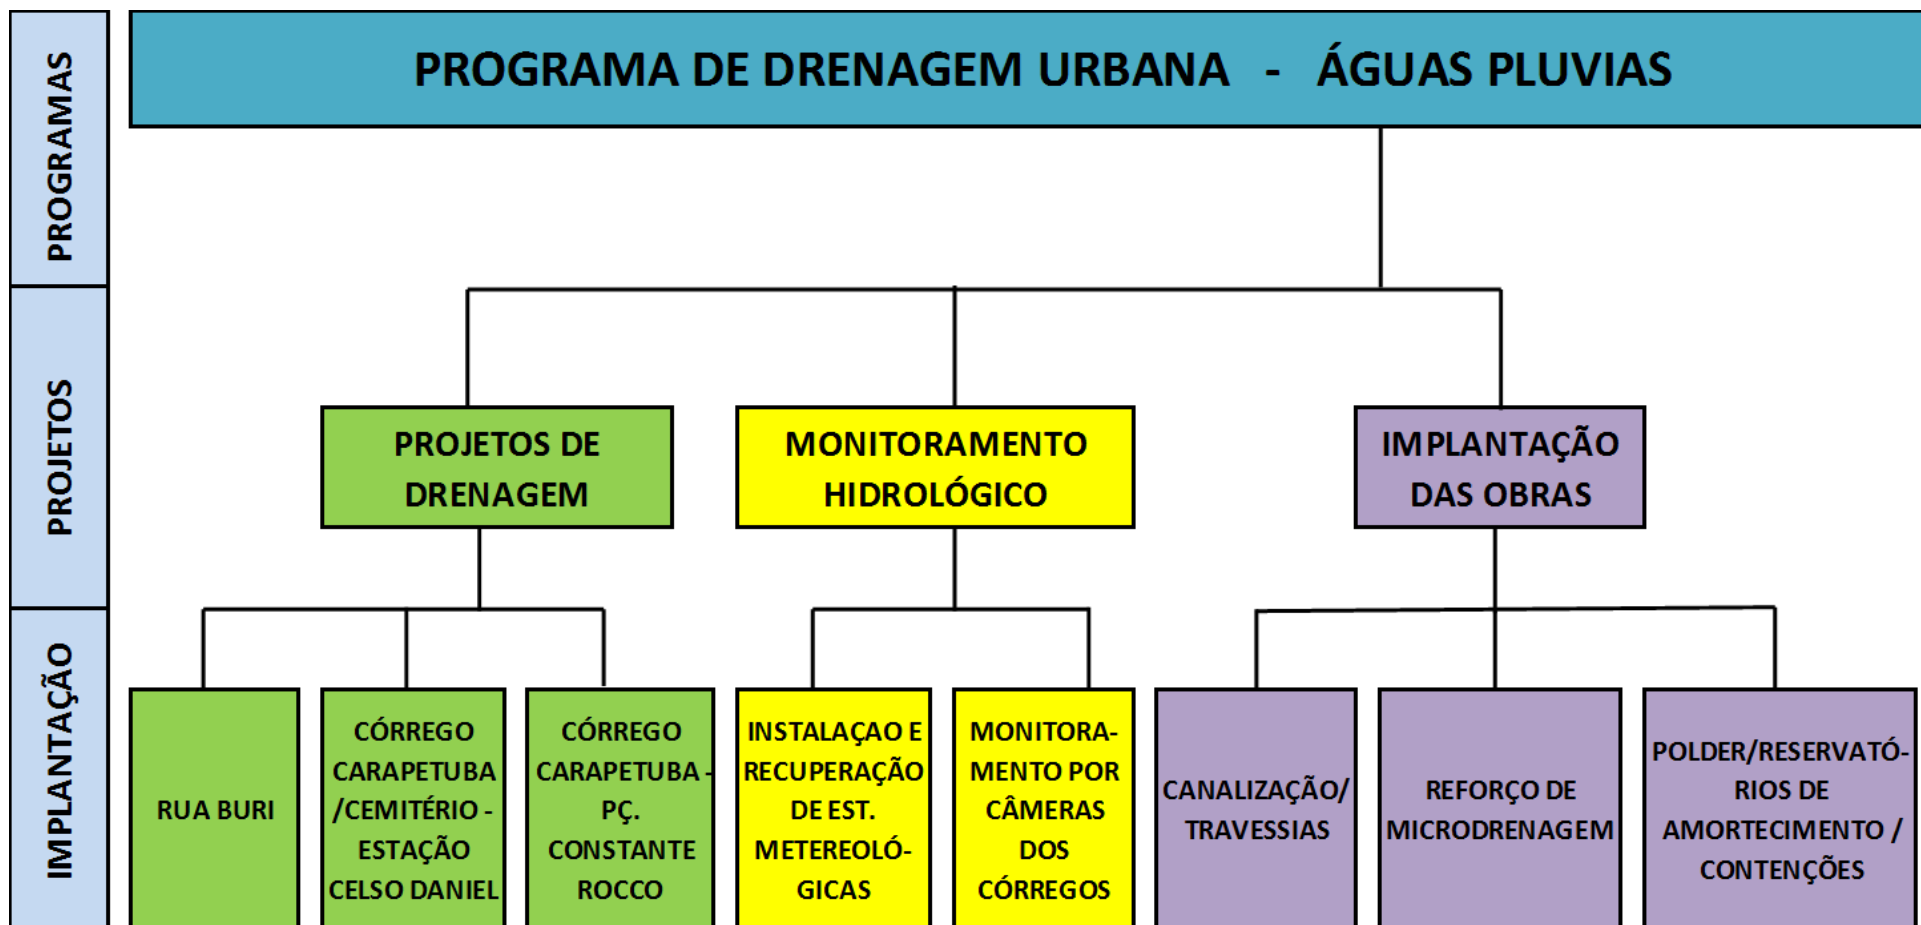 PROGRAMAS
PROGRAMA DE DRENAGEM URBANA - ÁGUAS PLUVIAS
PROJETOS
PROJETOS DE
DRENAGEM
MONITORAMENTO
HIDROLÓGICO
IMPLANTAÇÃO
DAS OBRAS
IMPLANTAÇÃO
RUA BURI
CÓRREGO
CARAPETUBA
/CEMITÉRIO -
ESTAÇÃO
CELSO DANIEL
CÓRREGO
CARAPETUBA -
PÇ.
CONSTANTE
ROCCO
INSTALAÇAO E
RECUPERAÇÃO
DE EST.
METEREOLÓ-
GICAS
MONITORA-
MENTO POR
CÂMERAS
DOS
CÓRREGOS
CANALIZAÇÃO/
TRAVESSIAS
REFORÇO DE
MICRODRENAGEM
POLDER/RESERVATÓ-
RIOS DE
AMORTECIMENTO /
CONTENÇÕES